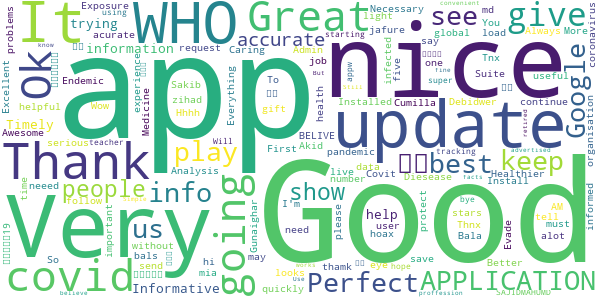 It
WHO
Great
give
app
nice
Good
Very
update
Thank
ok
see
Google
accurate
information
trying
Exposure
using
problems
acurate
request
Caring
Admin
light
Necessary
You
To
jafure
global
load
More
coronavirus
infected
say
md
Tnx
one
Always
job
five
appw
Suite
useful
But
starting
super
Cumilla
Debidwer
continue
Installed
health
Sakib
zihad
Hhhh
gift
Everything
experience
Medicine
Endemic
Excellent
helpful
Wow
Timely
Awesome
Will
First
BELIVE
play
Akid
pandemic
Covit
data
Analysis
best
keep
organisation
serious
teacher
people
info
show
live
number
Diesease
Healthier
Install
tracking
advertised
retired
know
convenient
fine
time
follow
neeed
important
going
Gunaighar
I'm
please
help
user
hoax
protect
stars
Thnx
Bala
Evade
AM
tell
must
alot
bye
facts
informed
us
without
bals
send
hi
mia
may
need
eye
hope
save
looks
thamk
quickly
So
covid
Informative
Perfect
APPLICATION
Better
believe
proffession